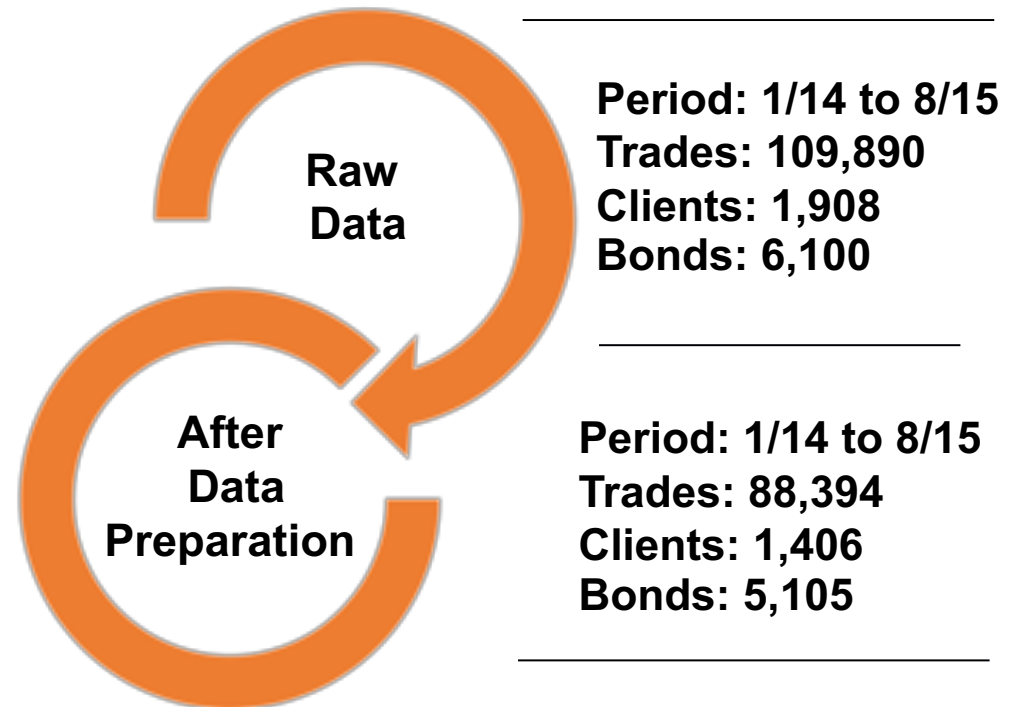 Raw
Data
Period: 1/14 to 8/15
Trades: 109,890
Clients: 1,908
Bonds: 6,100
After
Data
Preparation
Period: 1/14 to 8/15
Trades: 88,394
Clients: 1,406
Bonds: 5,105